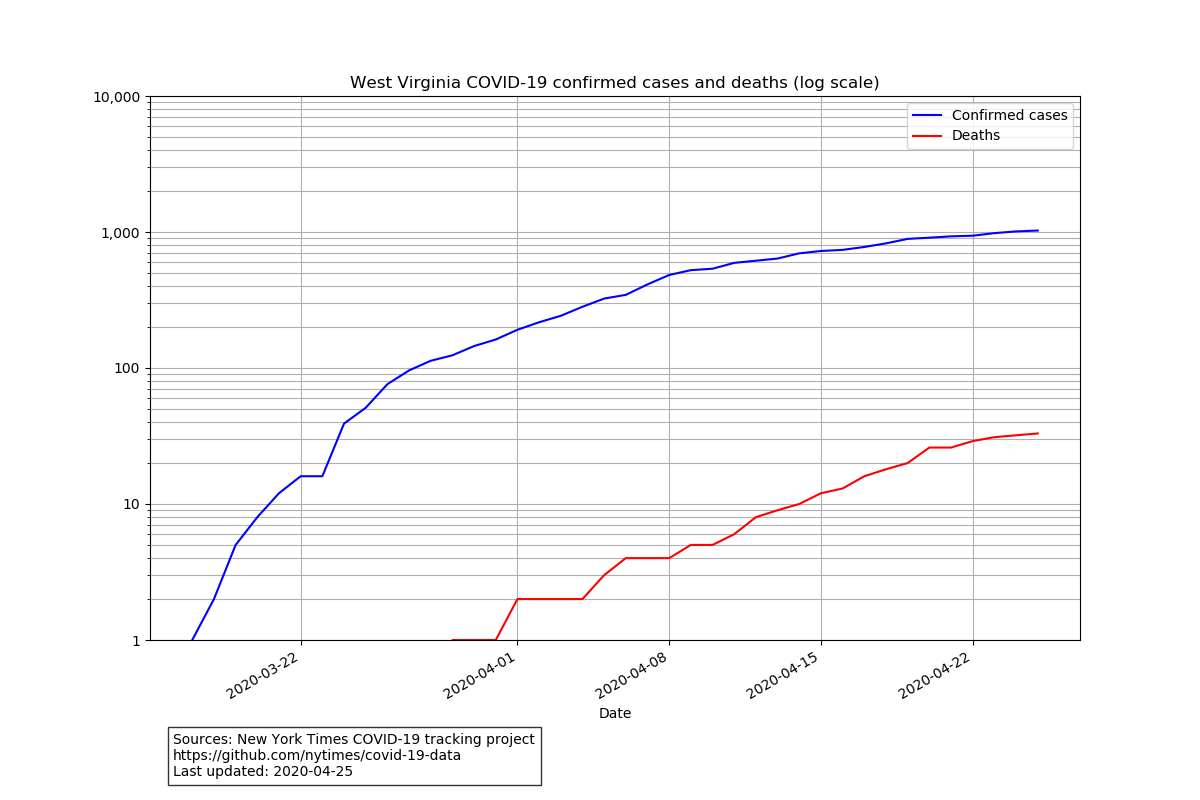 West Virginia COVID-19 confirmed cases and deaths (log scale)
10,000
1,000
100
10
1
Confirmed cases
Deaths
2020-03-22
2020-04-01
2020-04-08
2020-04-15
2020-04-22
Date
Sources: New York Times COVID-19 tracking project
https://github.com/nytimes/covid-19-data
Last updated: 2020-04-25